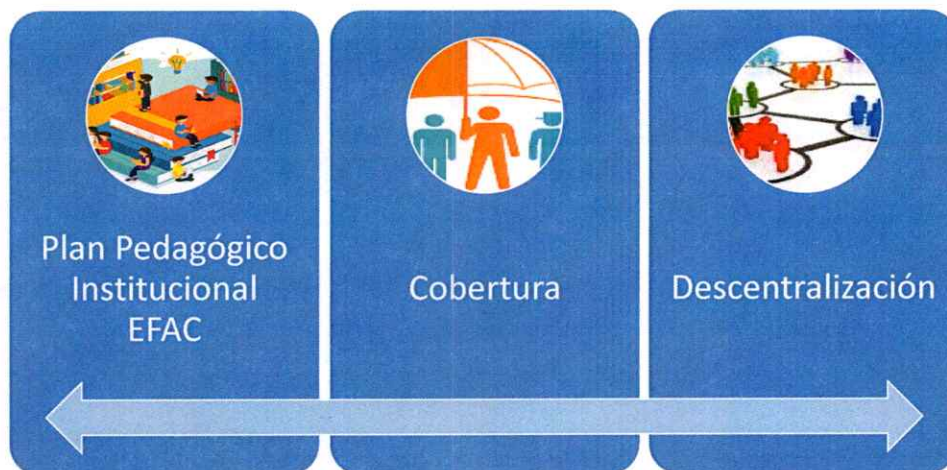 Plan Pedagógico
Institucional
EFAC
Cobertura
Descentralización